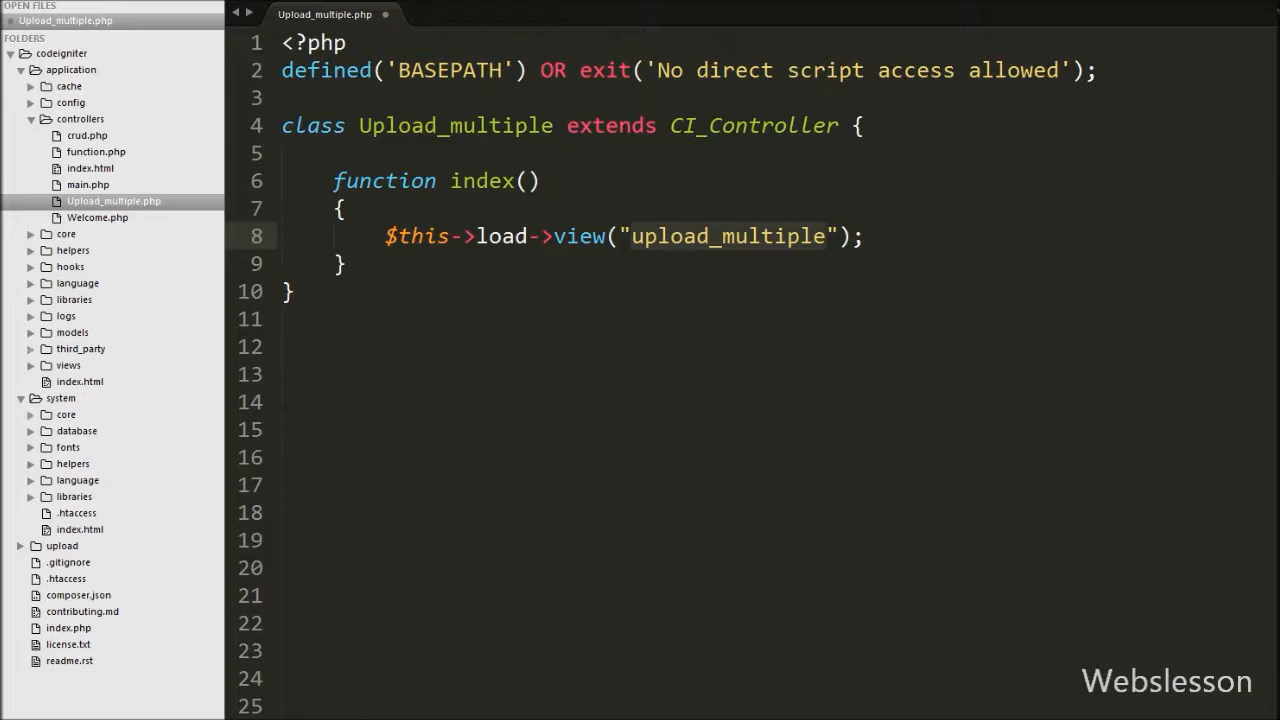 OPEN FILES
Upload_multiple.php
FOLDERS
codeigniter
application
cache
config
controllers
crud.php
function.php
index.html
main.php
Upload_multiple.php
Welcome.php
core
helpers
hooks
language
libraries
logs
models
third_party
views
index.html
system
core
database
fonts
helpers
language
libraries
.htaccess
index.html
upload
.gitignore
.htaccess
composer.json
contributing.md
index.php
license.txt
readme.rst
Upload_multiple.php
1 <?php
2 defined('BASEPATH') OR exit('No direct script access allowed');
3
4 class Upload_multiple extends CI_Controller {
5
6 function index()
7 {
8 $this->load->view("upload_multiple");
9 }
10 }
11
12
13
14
15
16
17
18
19
20
21
22
23
24
25
Webslesson